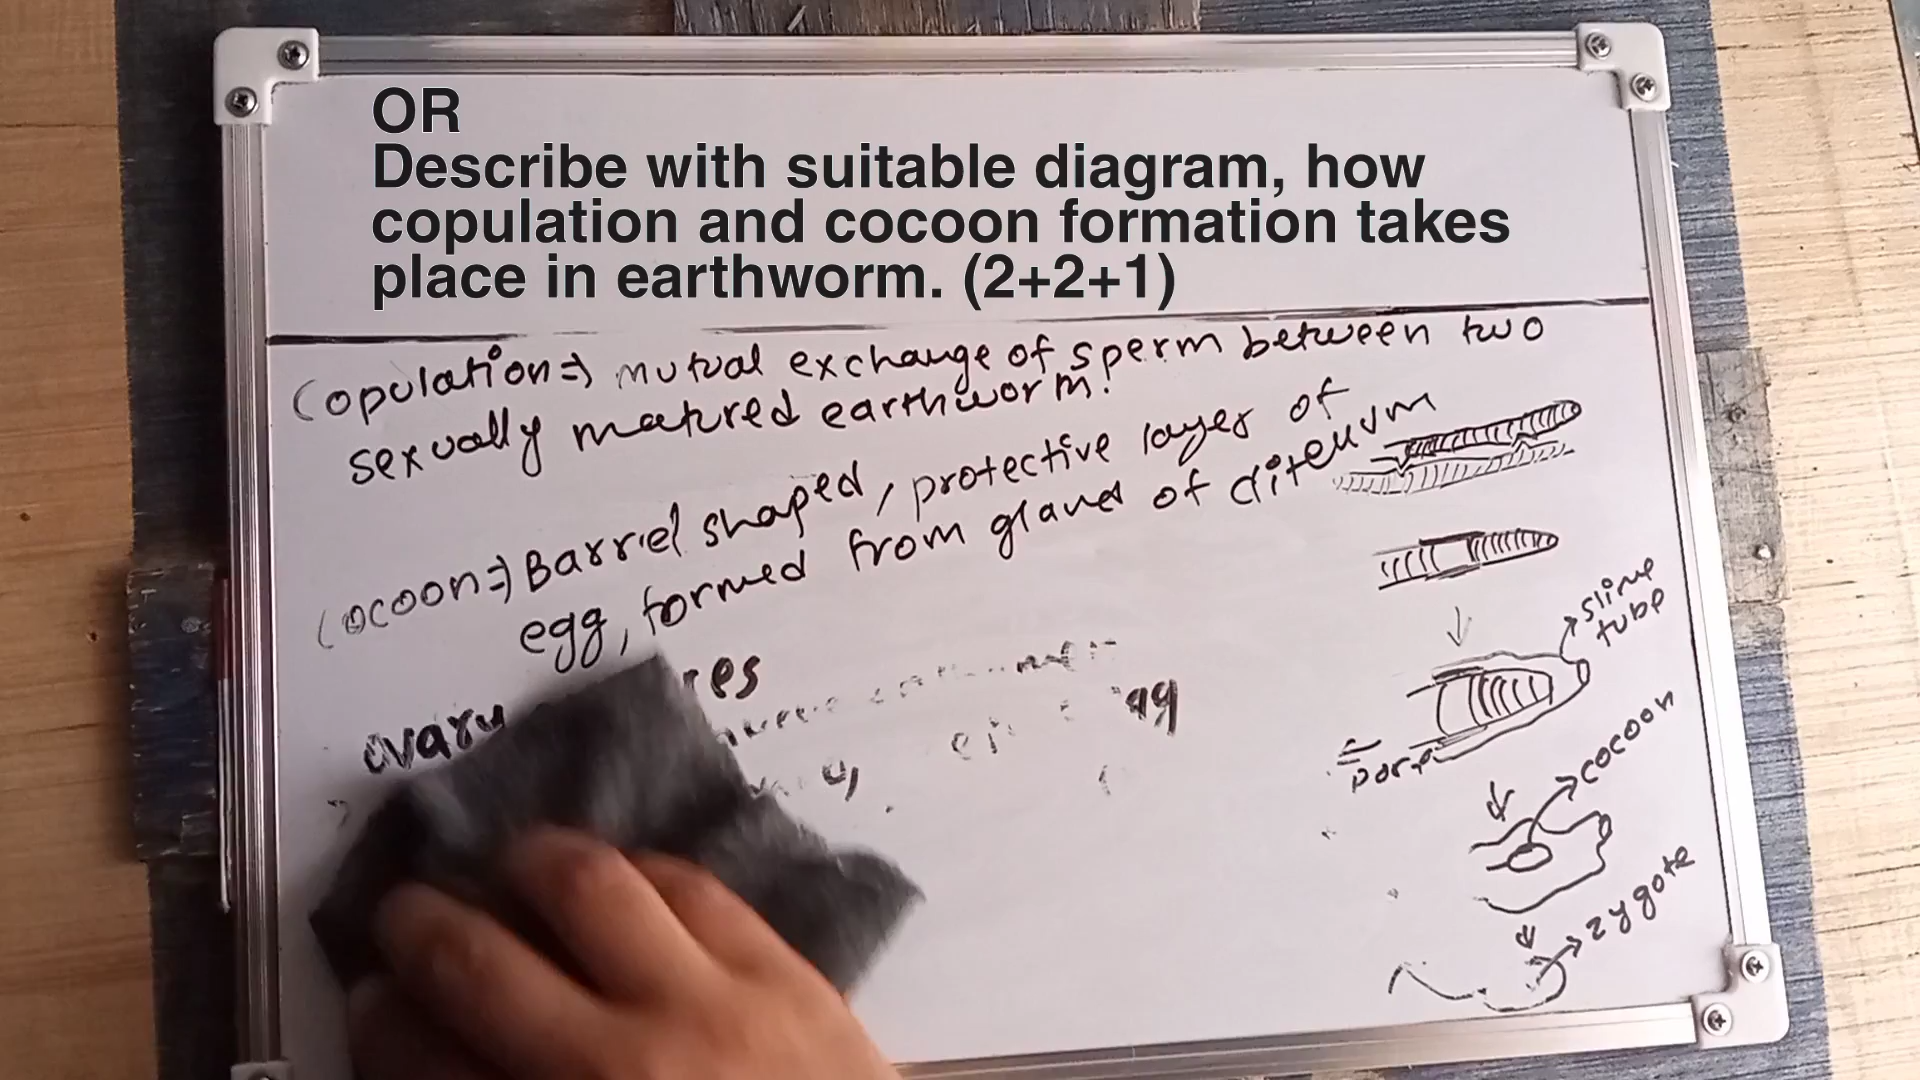 OR
Describe with suitable diagram, how
copulation and cocoon formation takes
place in earthworm. (2+2+1)
Copulation⇒ mutual exchange of sperm between two
sexually matured earthworm.
Cocoon⇒ Barrel shaped, protective layer of
egg, formed from gland of clitellum
ovary
slime
tube
pore
cocoon
zygote